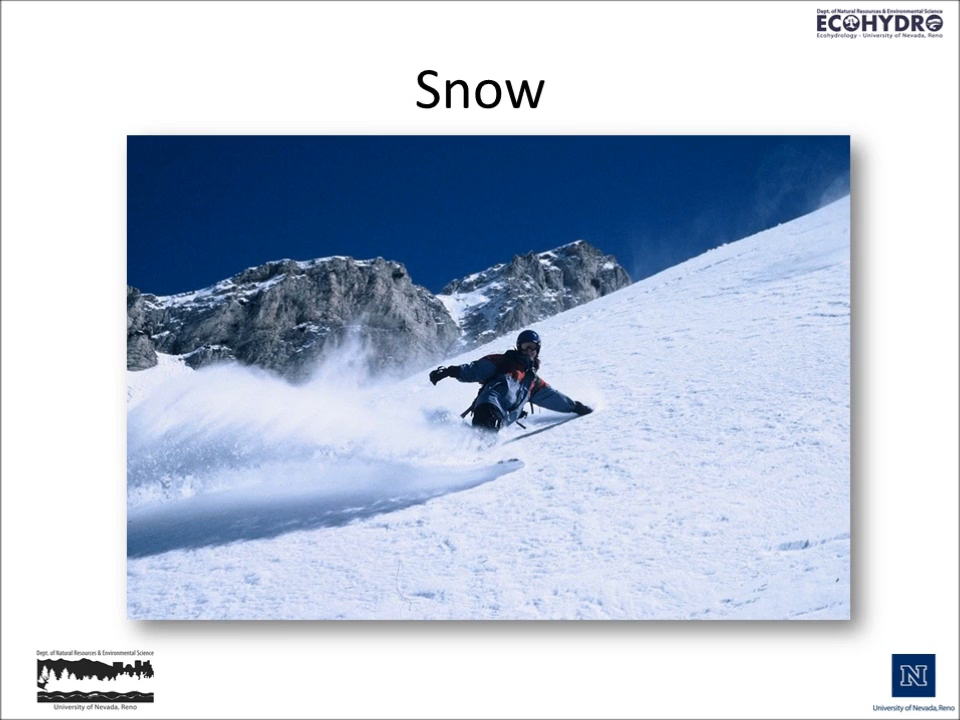 Dept. of Natural Resources & Environmental Science
ECOHYDRO
Ecohydrology - University of Nevada, Reno
Snow
Dept. of Natural Resources & Environmental Science
University of Nevada, Reno
N
University of Nevada, Reno